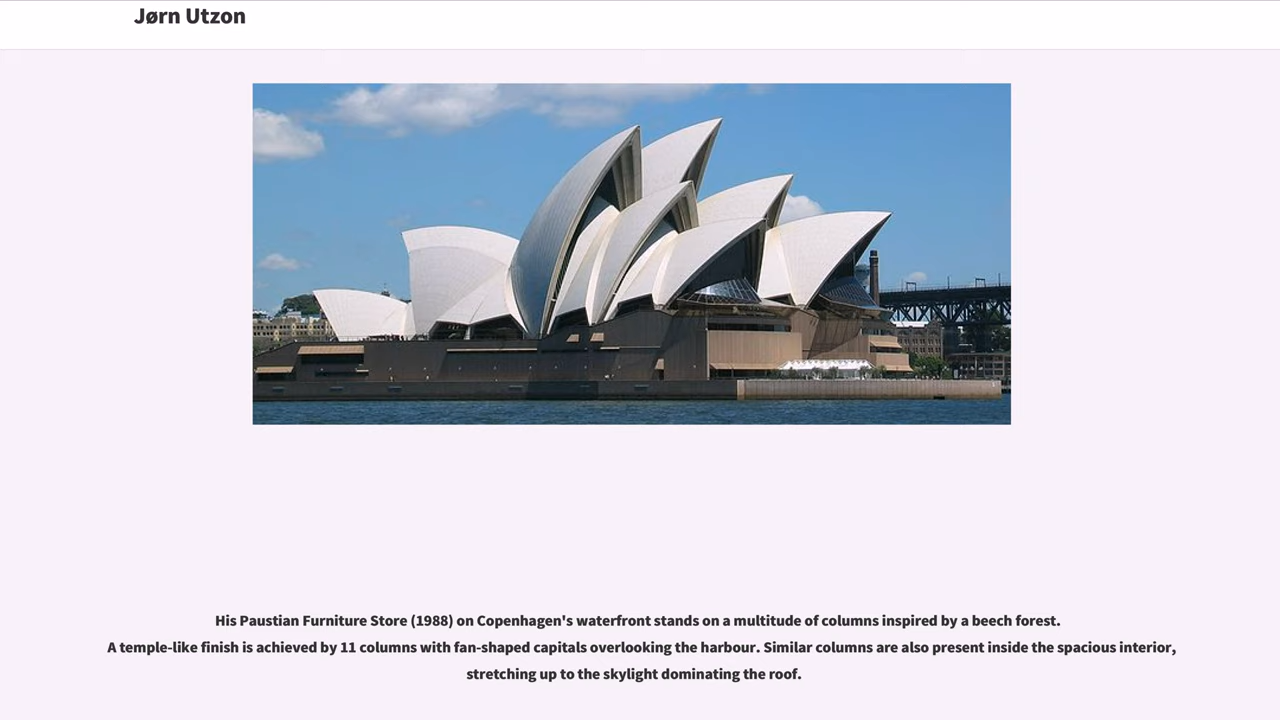 Jørn Utzon
His Paustian Furniture Store (1988) on Copenhagen's waterfront stands on a multitude of columns inspired by a beech forest.
A temple-like finish is achieved by 11 columns with fan-shaped capitals overlooking the harbour. Similar columns are also present inside the spacious interior,
stretching up to the skylight dominating the roof.